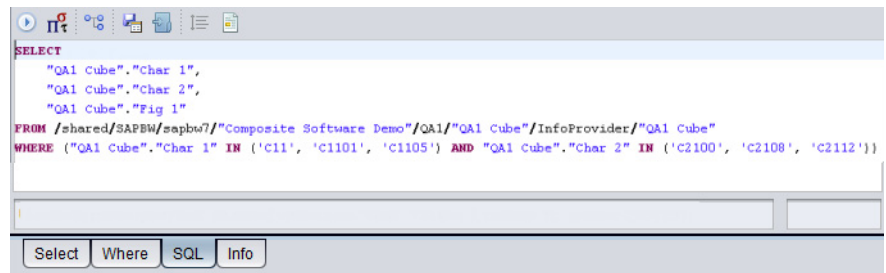 SELECT
"QA1 Cube"."Char 1",
"QA1 Cube"."Char 2",
"QA1 Cube"."Fig 1"
FROM /shared/SAPBW/sapbw7/"Composite Software Demo"/QA1/"QA1 Cube"/InfoProvider/"QA1 Cube"
WHERE ("QA1 Cube"."Char 1" IN ('C11', 'C1101', 'C1105') AND "QA1 Cube"."Char 2" IN ('C2100', 'C2108', 'C2112'))
Select Where SQL Info